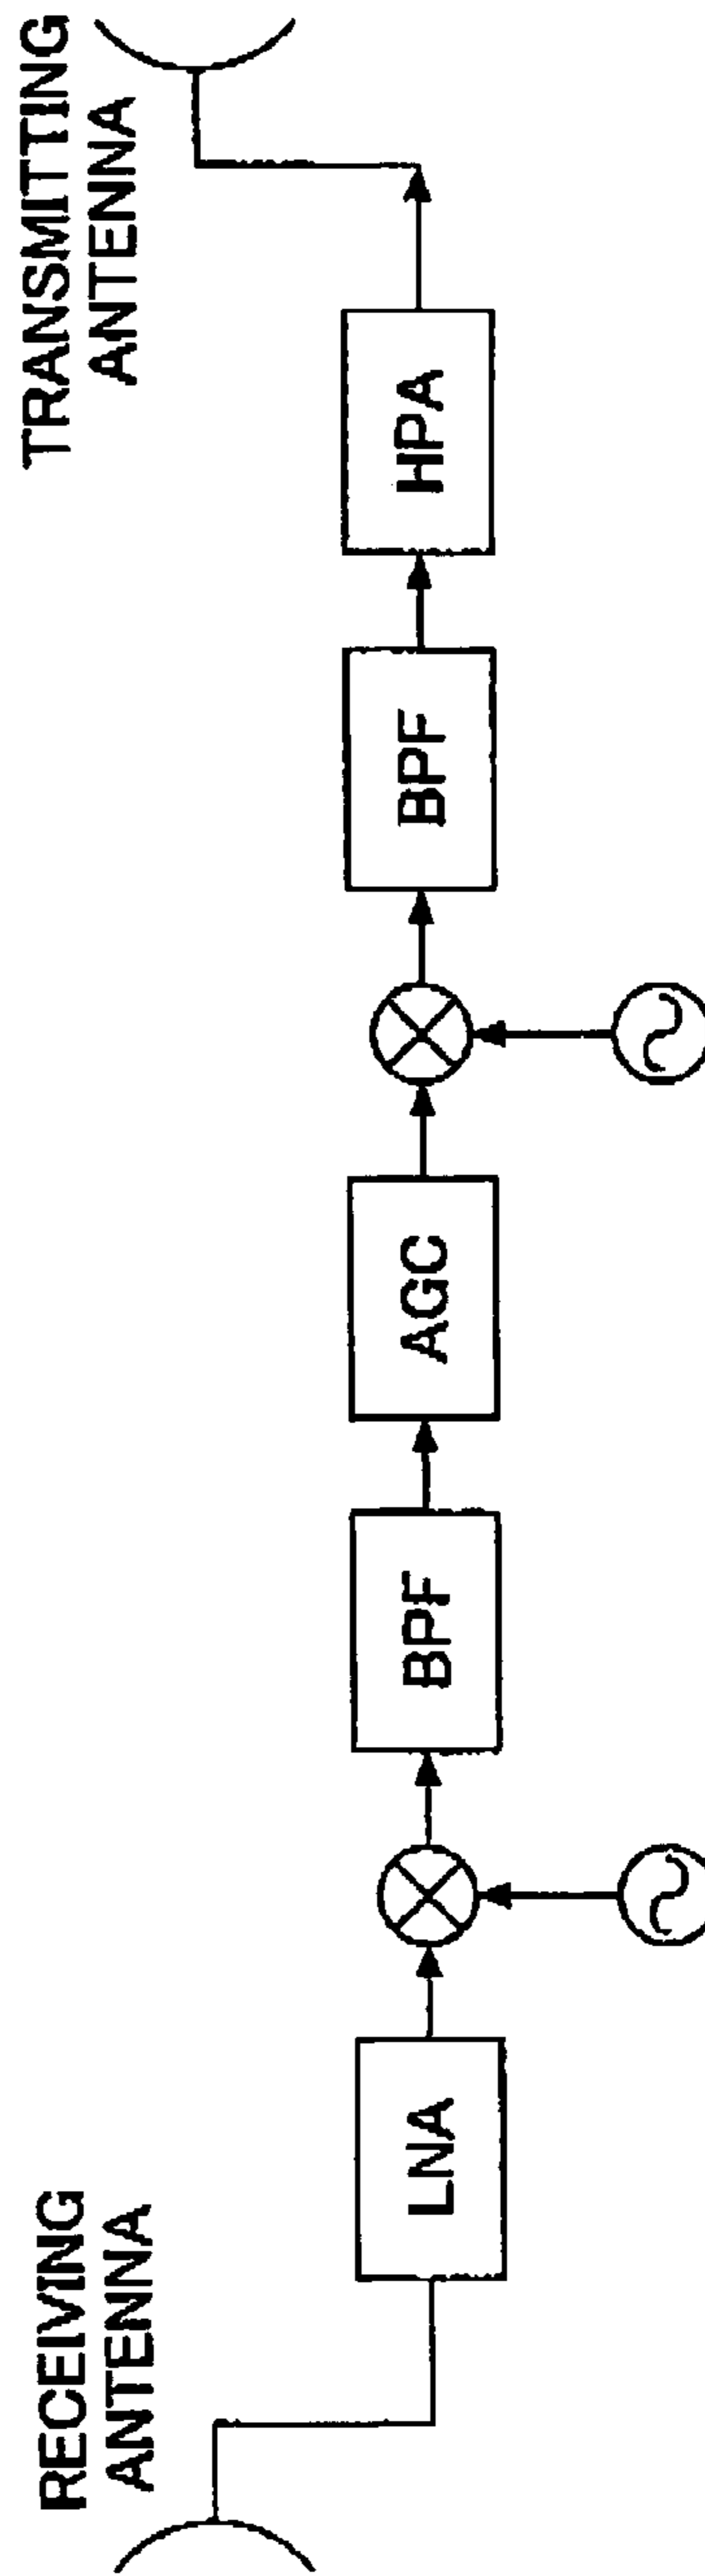 RECEIVING
ANTENNA
LNA
BPF
AGC
BPF
HPA
TRANSMITTING
ANTENNA